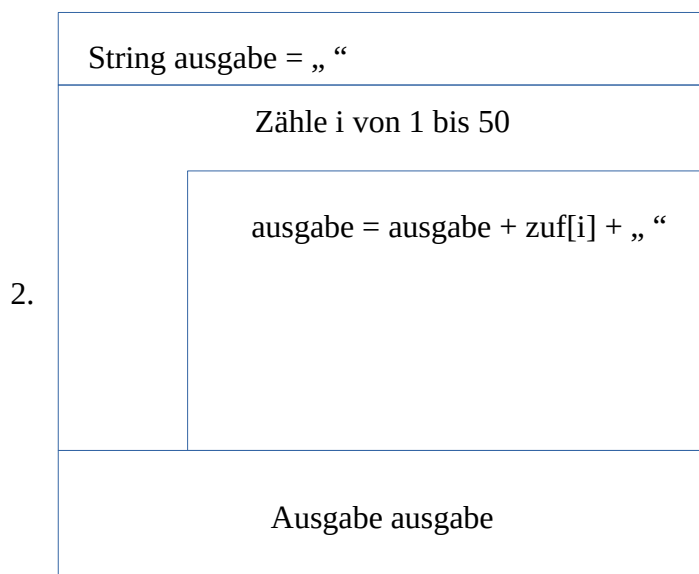 String ausgabe = „ “
Zähle i von 1 bis 50
ausgabe = ausgabe + zuf[i] + „ “
2.
Ausgabe ausgabe